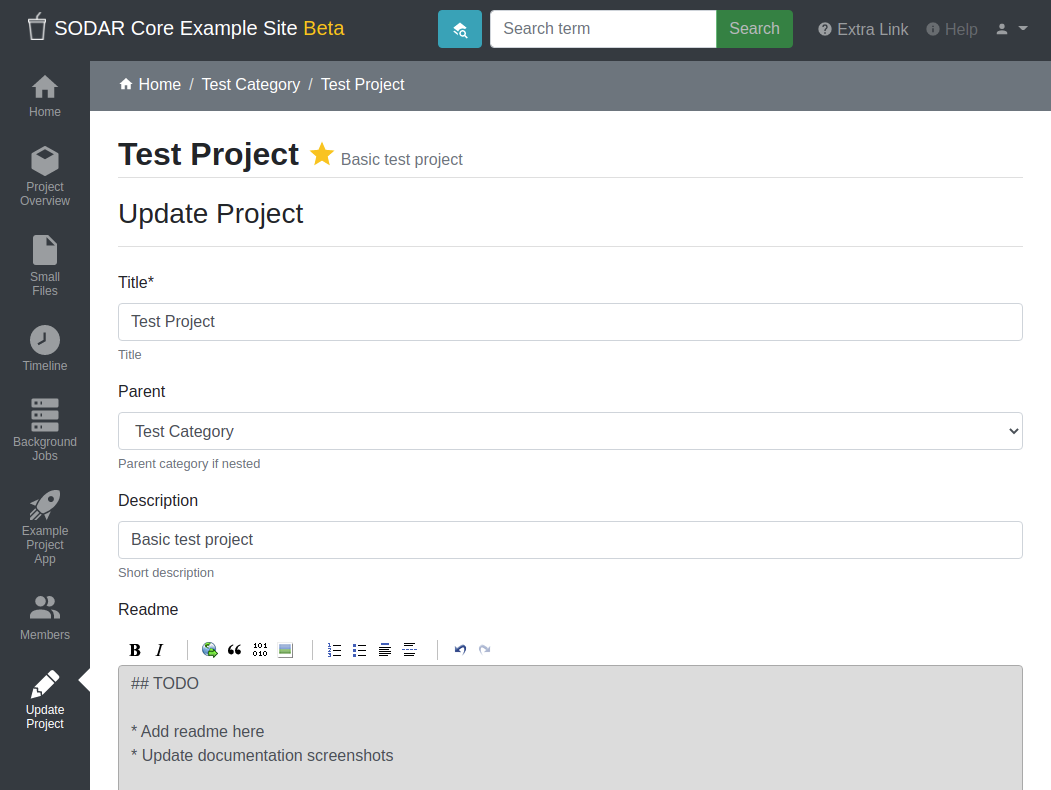 SODAR Core Example Site Beta
Search term
Search
Extra Link
Help
Home / Test Category / Test Project
Home
Project
Overview
Small
Files
Timeline
Background
Jobs
Example
Project
App
Members
Update
Project
Test Project Basic test project
Update Project
Title*
Test Project
Title
Parent
Test Category
Parent category if nested
Description
Basic test project
Short description
Readme
B I
## TODO
* Add readme here
* Update documentation screenshots